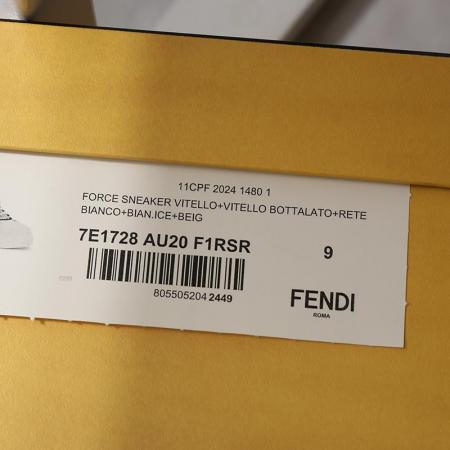 11CPF 2024 1480 1
FORCE SNEAKER VITELLO+VITELLO BOTTALATO+RETE
BIANCO+BIAN.ICE+BEIG
7E1728 AU20 F1RSR
9
805505204 2449
FENDI
ROMA